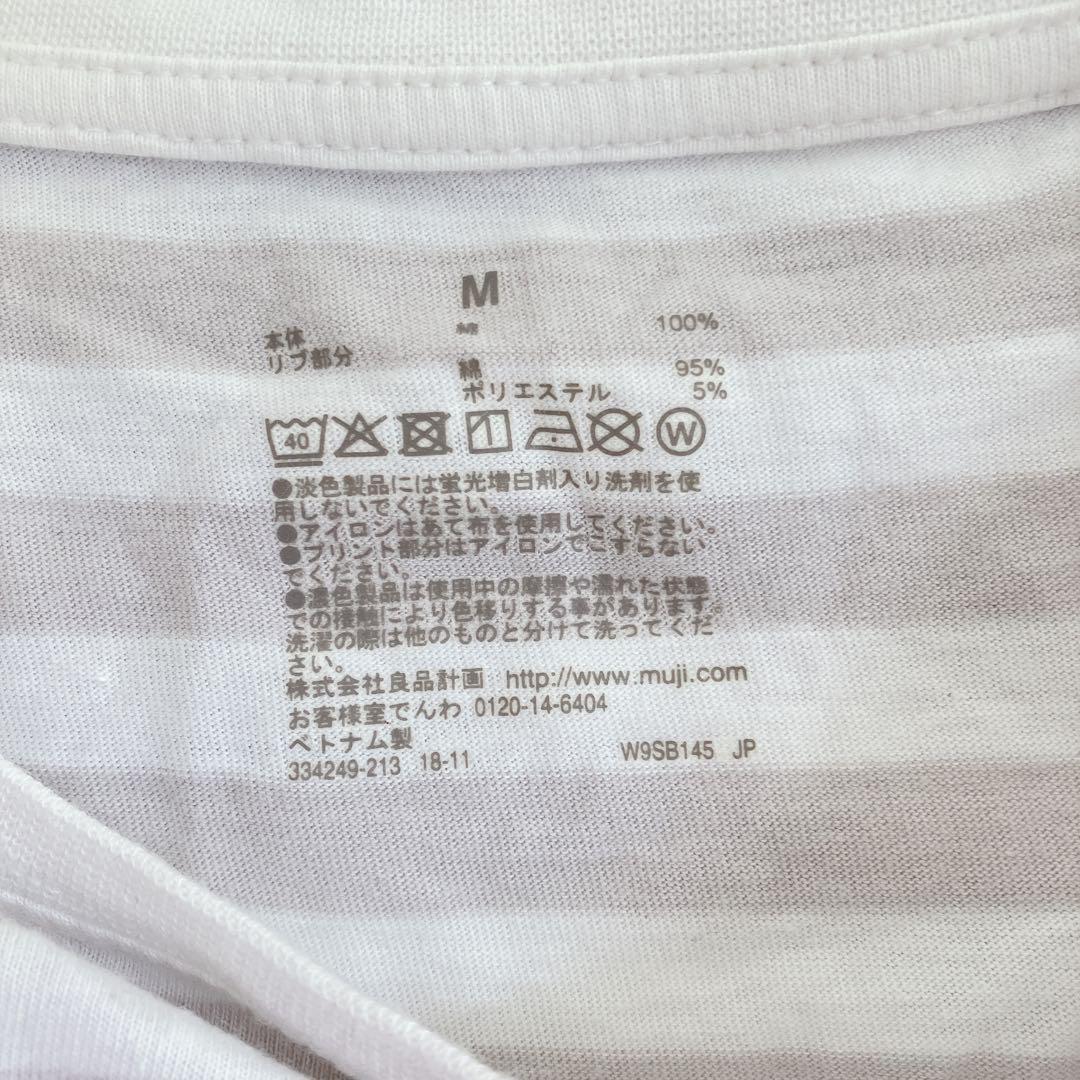 M
本体 綿 100%
リブ部分 綿 95%
ポリエステル 5%
40 W
●淡色製品には蛍光増白剤入り洗剤を使
用しないでください。
●アイロンはあて布を使用してください。
●プリント部分はアイロンでこすらない
でください。
●濃色製品は使用中の摩擦や濡れた状態
での接触により色移りする事があります。
洗濯の際は他のものと分けて洗ってくだ
さい。
株式会社良品計画 http://www.muji.com
お客様室でんわ 0120-14-6404
ベトナム製
334249-213 18-11 W9SB145 JP